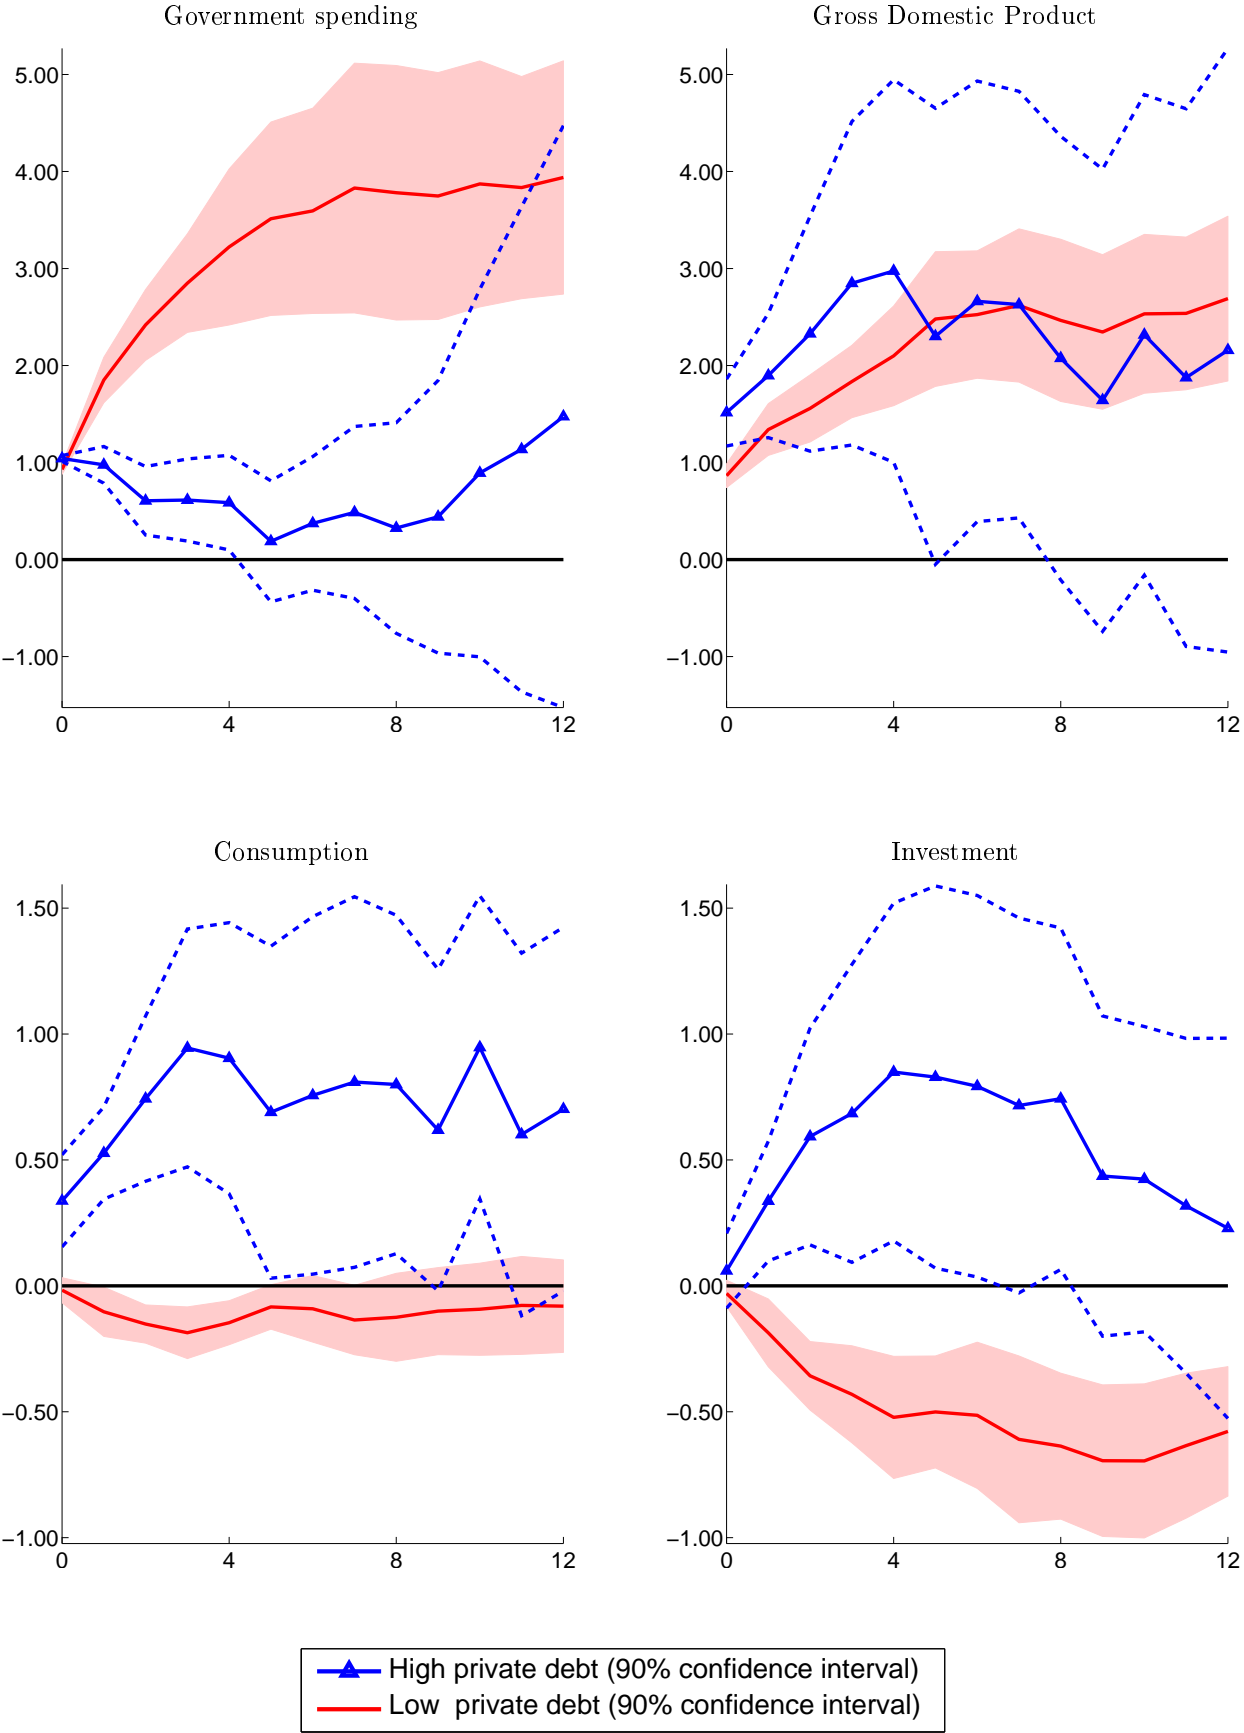 Government spending
5.00
4.00
3.00
2.00
1.00
0.00
−1.00
0 4 8 12
Gross Domestic Product
5.00
4.00
3.00
2.00
1.00
0.00
−1.00
0 4 8 12
Consumption
1.50
1.00
0.50
0.00
−0.50
−1.00
0 4 8 12
Investment
1.50
1.00
0.50
0.00
−0.50
−1.00
0 4 8 12
High private debt (90% confidence interval)
Low  private debt (90% confidence interval)